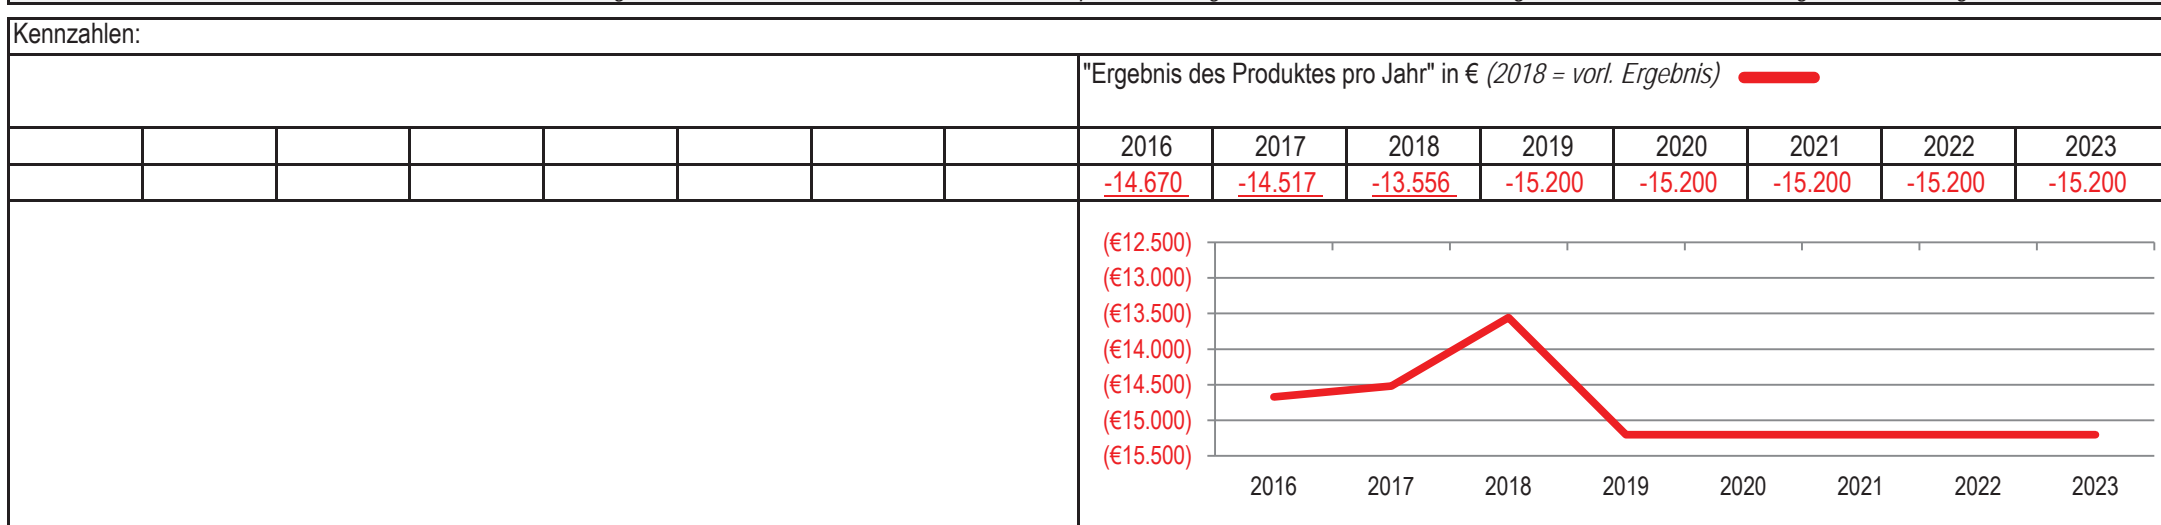 Kennzahlen:
"Ergebnis des Produktes pro Jahr" in € (2018 = vorl. Ergebnis)
2016 2017 2018 2019 2020 2021 2022 2023
-14.670 -14.517 -13.556 -15.200 -15.200 -15.200 -15.200 -15.200
(€12.500)
(€13.000)
(€13.500)
(€14.000)
(€14.500)
(€15.000)
(€15.500)
2016 2017 2018 2019 2020 2021 2022 2023